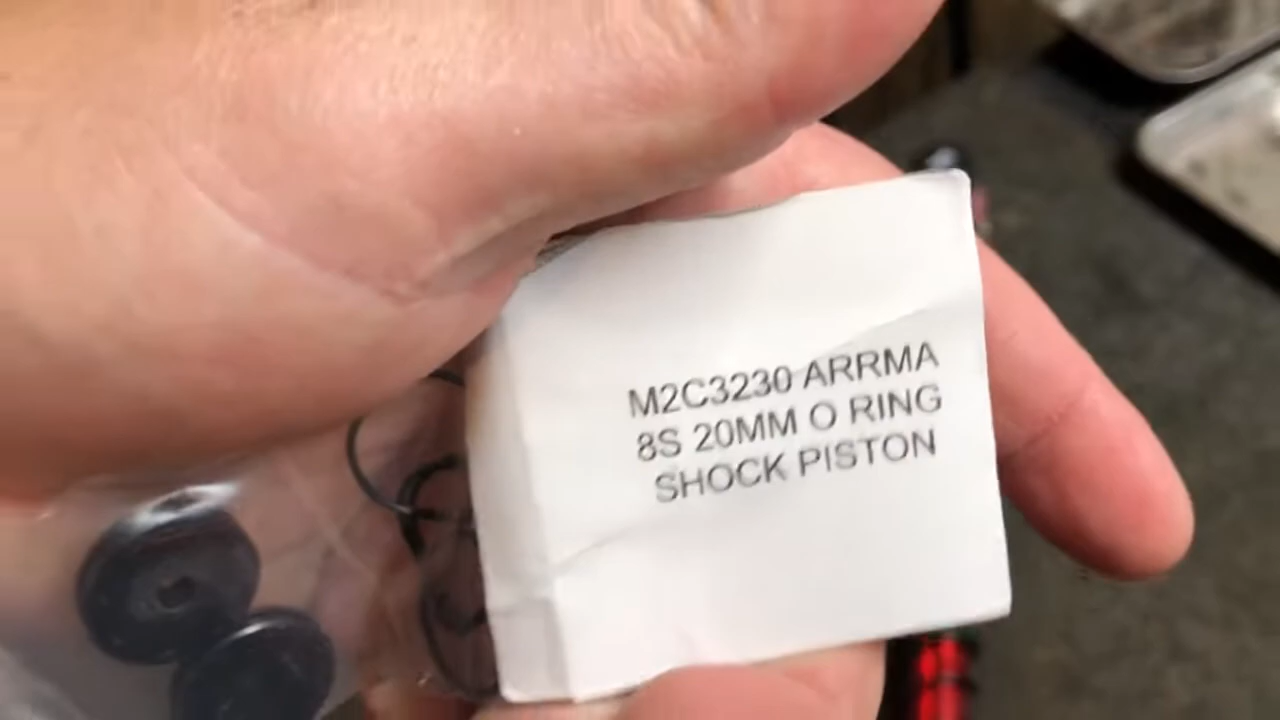 M2C3230 ARRMA
8S 20MM O RING
SHOCK PISTON